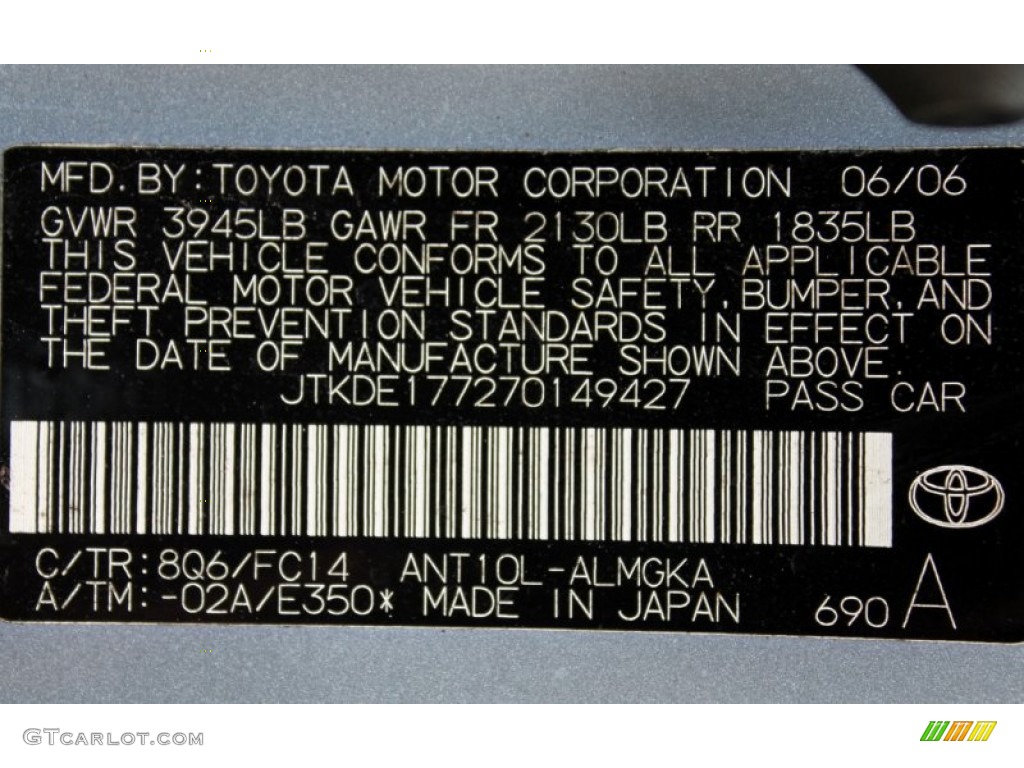 MFD. BY: TOYOTA MOTOR CORPORATION 06/06
GVWR 3945LB GAWR FR 2130LB RR 1835LB
THIS VEHICLE CONFORMS TO ALL APPLICABLE
FEDERAL MOTOR VEHICLE SAFETY, BUMPER, AND
THEFT PREVENTION STANDARDS IN EFFECT ON
THE DATE OF MANUFACTURE SHOWN ABOVE.
JTKDE177270149427 PASS CAR
C/TR: 8Q6/FC14 ANT10L-ALMGKA
A/TM: -02A/E350* MADE IN JAPAN 690 A
GTCARLOT.COM